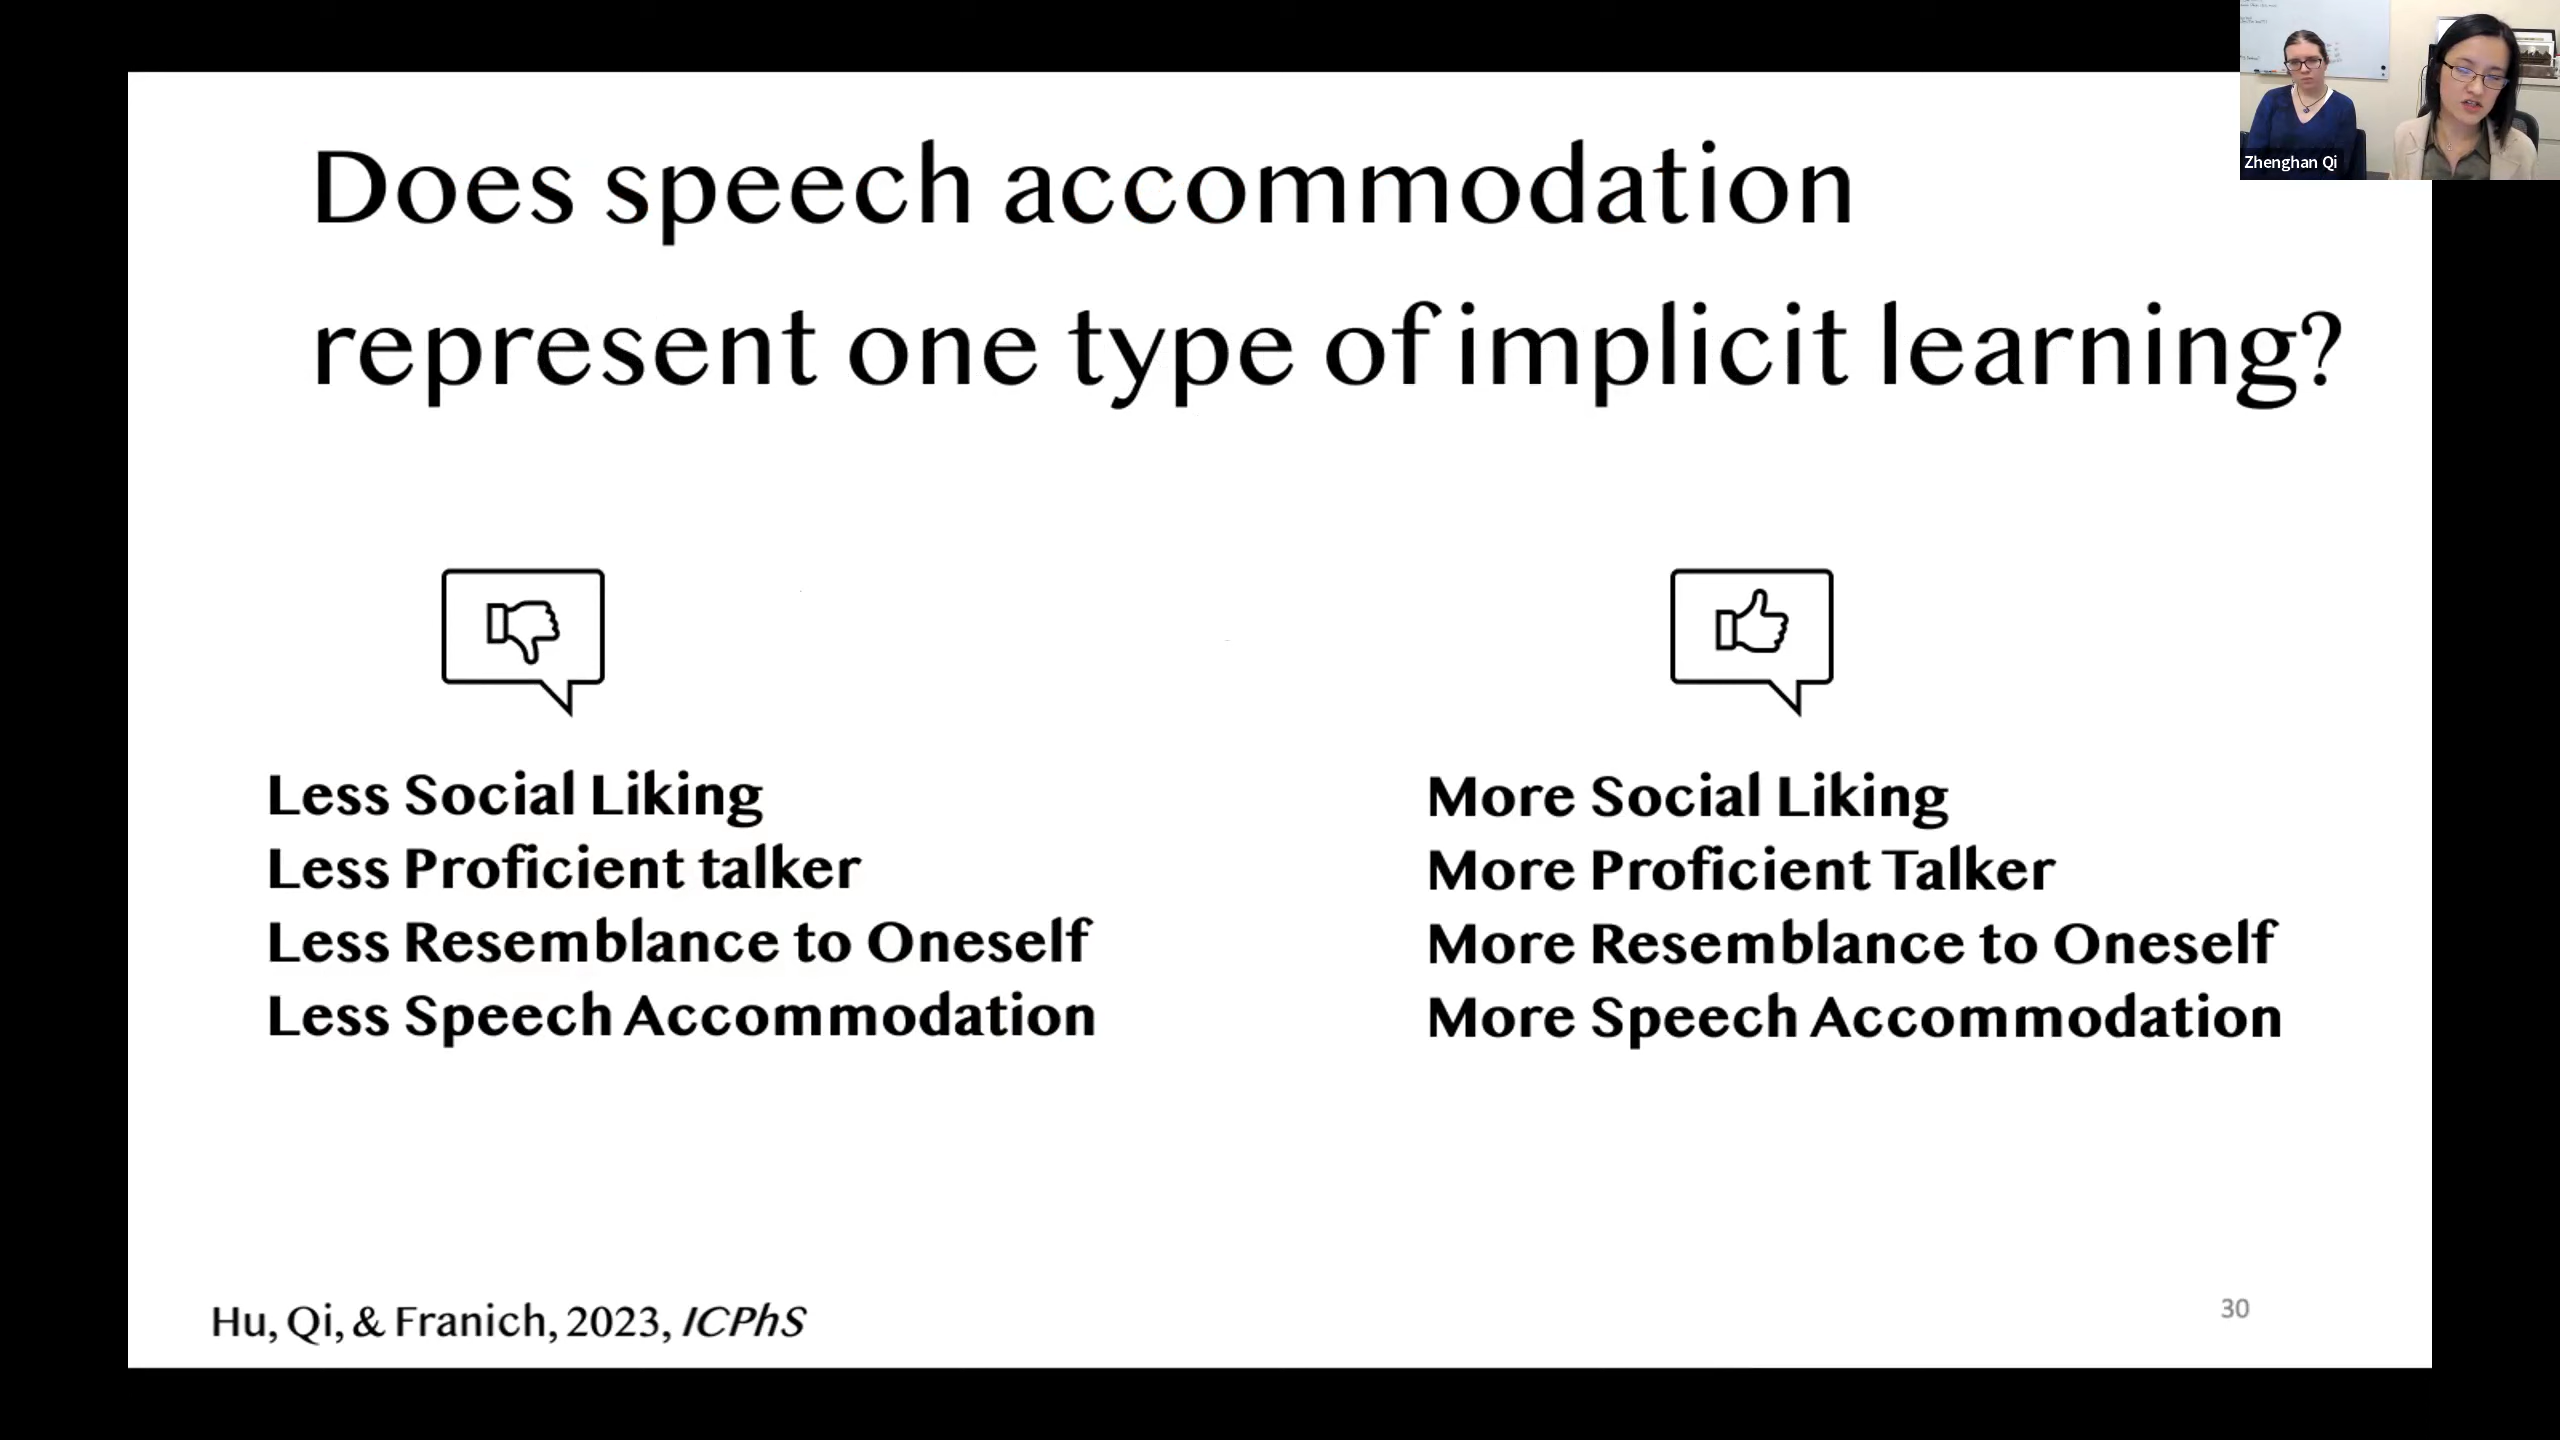 Does speech accommodation
represent one type of implicit learning?
Less Social Liking
Less Proficient talker
Less Resemblance to Oneself
Less Speech Accommodation
More Social Liking
More Proficient Talker
More Resemblance to Oneself
More Speech Accommodation
Hu, Qi, & Franich, 2023, ICPhS
30
Zhenghan Qi